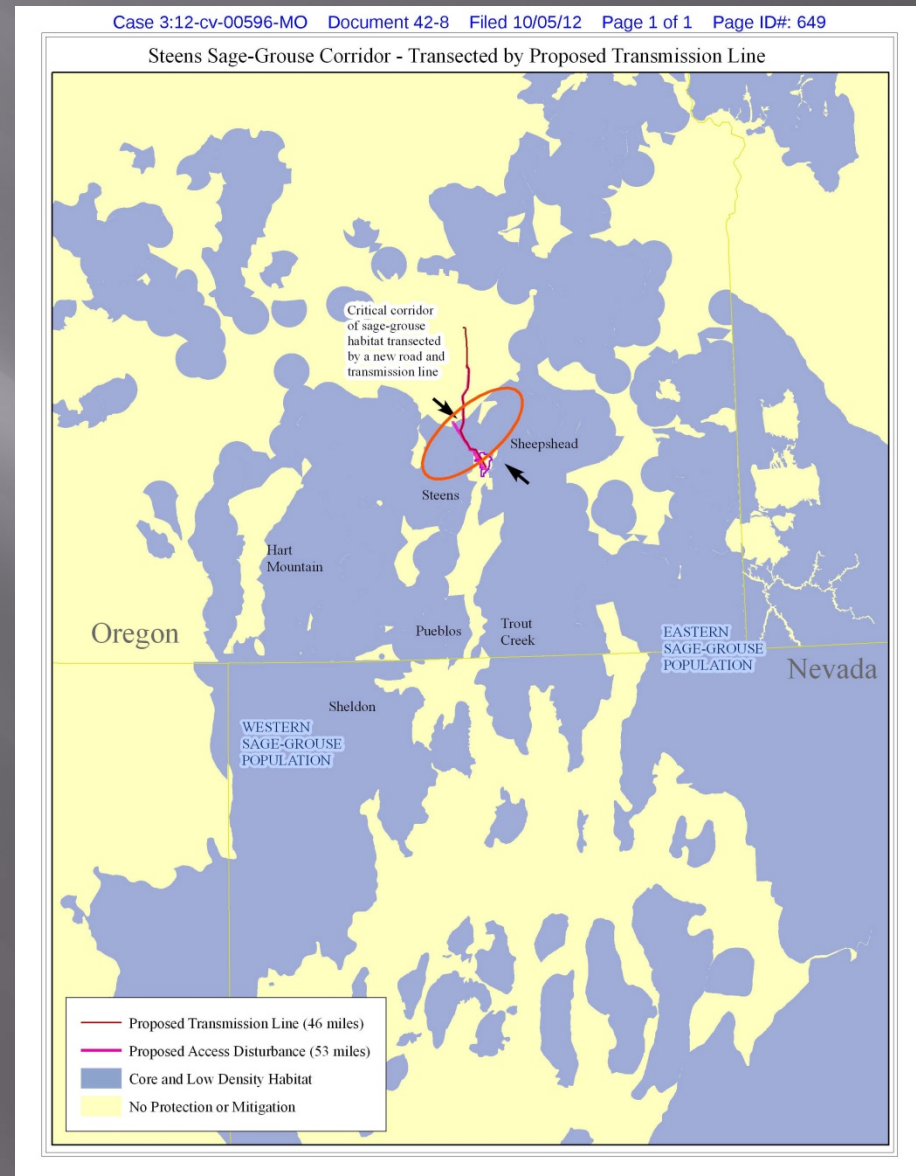 Case 3:12-cv-00596-MO Document 42-8 Filed 10/05/12 Page 1 of 1 Page ID#: 649
Steens Sage-Grouse Corridor - Transected by Proposed Transmission Line
Critical corridor
of sage-grouse
habitat transected
by a new road and
transmission line
Sheepshead
Steens
Hart
Mountain
Oregon
Pueblos
Trout
Creek
EASTERN
SAGE-GROUSE
POPULATION
Nevada
Sheldon
WESTERN
SAGE-GROUSE
POPULATION
Proposed Transmission Line (46 miles)
Proposed Access Disturbance (53 miles)
Core and Low Density Habitat
No Protection or Mitigation